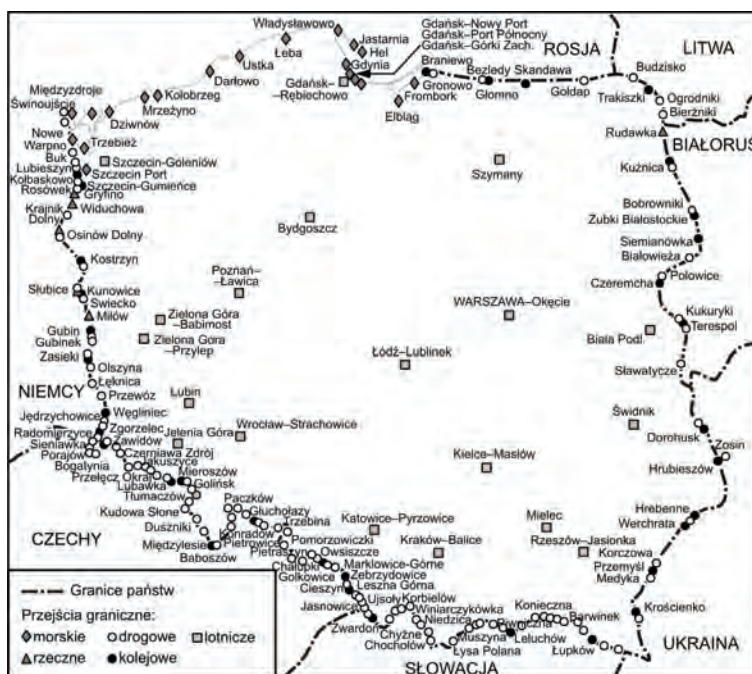 Władysławowo
Gdańsk–Nowy Port
Gdańsk–Port Północny
Gdańsk–Górki Zach.
Jastarnia
Hel
Łeba
Gdynia
ROSJA
LITWA
Ustka
Braniewo
Międzyzdroje
Kołobrzeg
Darłowo
Gdańsk–
Rębiechowo
Gronowo
Frombork
Elbląg
Bezledy Skandawa
Głomno
Gołdap
Budzisko
Trakiszki
Ogrodniki
Bierżniki
Świnoujście
Mrzeżyno
Dziwnów
Nowe
Warpno
Trzebież
Buk
Lubieszyn
Kołbaskowo
Rosówek
Szczecin-Goleniów
Szczecin Port
Szczecin-Gumieńce
Gryfino
Krajnik
Dolny
Widuchowa
Osinów Dolny
Rudawka
BIAŁORUŚ
Kuźnica
Szymany
Bydgoszcz
Bobrowniki
Zubki Białostockie
Siemianówka
Białowieża
Kostrzyn
Słubice
Kunowice
Świecko
Miłów
Poznań–
–Ławica
Połowice
Czeremcha
Zielona Góra
–Babimost
WARSZAWA–Okęcie
Kukuryki
Terespol
Gubin
Gubinek
Zasieki
Zielona Góra
–Przylep
Biała Podl.
Łódź–Lublinek
Olszyna
Łęknica
Sławatycze
NIEMCY
Przewóz
Lubin
Jędrzychowice
Węgliniec
Radomierzyce
Zgorzelec
Sieniawka
Zawidów
Porajów
Bogatynia
Jelenia Góra
Wrocław–Strachowice
Świdnik
Dorohusk
Zosin
Czerniawa Zdrój
Jakuszyce
Przełęcz Okraj
Mieroszów
Lubawka
Golińsk
Tłumaczów
Kielce–Masłów
Hrubieszów
Paczków
Kudowa Słone
Głuchołazy
Trzebina
Duszniki
Konradów
Pietrowice
Pomorzowiczki
Katowice–Pyrzowice
Mielec
Hrebenne
Werchrata
CZECHY
Międzylesie
Baboszów
Pietraszyn
Owsiszcze
Kraków–Balice
Rzeszów–Jasionka
Korczowa
Chałupki
Marklowice-Górne
Gołkowice
Zebrzydowice
Przemyśl
Medyka
Cieszyn
Leszna Górna
Ujsoły
Korbielów
Jasnowice
Winiarczykówka
Niedzica
Konieczna
Barwinek
Krościenko
Zwardoń
Piwniczna
Chyżne
Chochołów
Muszyna
Leluchów
Łysa Polana
Łupków
UKRAINA
SŁOWACJA
Granice państw
Przejścia graniczne:
morskie
drogowe
lotnicze
rzeczne
kolejowe